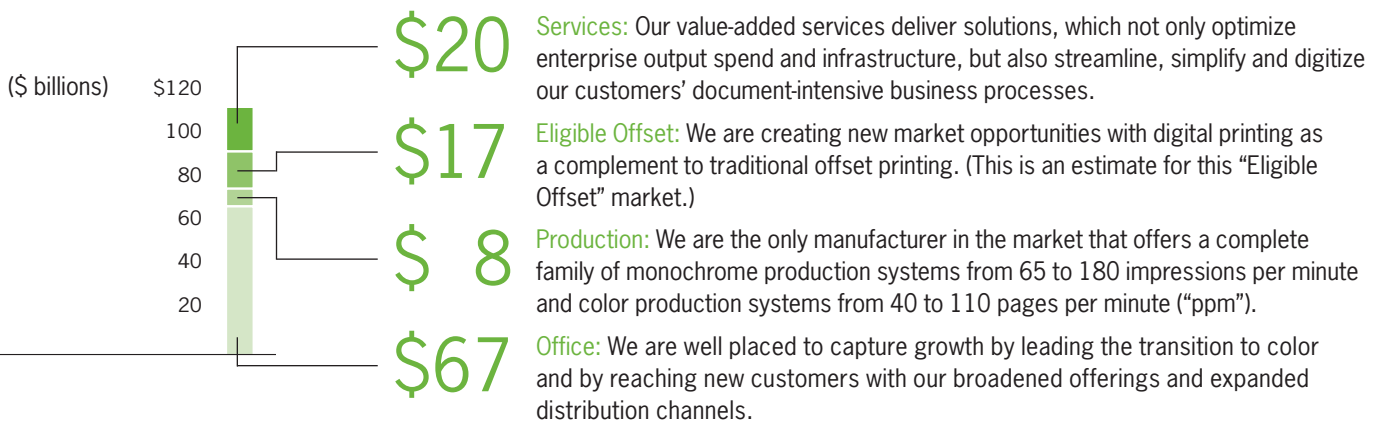 ($ billions)
$120
100
80
60
40
20
$20
Services: Our value-added services deliver solutions, which not only optimize
enterprise output spend and infrastructure, but also streamline, simplify and digitize
our customers’ document-intensive business processes.
$17
Eligible Offset: We are creating new market opportunities with digital printing as
a complement to traditional offset printing. (This is an estimate for this “Eligible
Offset” market.)
$ 8
Production: We are the only manufacturer in the market that offers a complete
family of monochrome production systems from 65 to 180 impressions per minute
and color production systems from 40 to 110 pages per minute (“ppm”).
$67
Office: We are well placed to capture growth by leading the transition to color
and by reaching new customers with our broadened offerings and expanded
distribution channels.